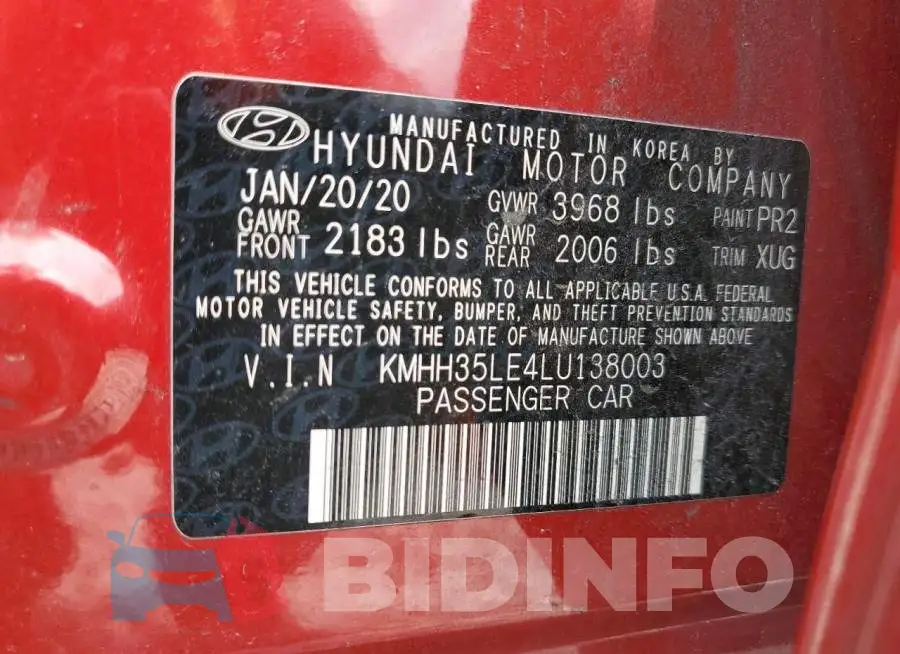 MANUFACTURED IN KOREA BY
HYUNDAI MOTOR COMPANY
JAN/20/20 GVWR 3968 lbs PAINT PR2
GAWR FRONT 2183 lbs GAWR REAR 2006 lbs TRIM XUG
THIS VEHICLE CONFORMS TO ALL APPLICABLE U.S.A. FEDERAL
MOTOR VEHICLE SAFETY, BUMPER, AND THEFT PREVENTION STANDARDS
IN EFFECT ON THE DATE OF MANUFACTURE SHOWN ABOVE
V.I.N KMHH35LE4LU138003
PASSENGER CAR
BIDINFO